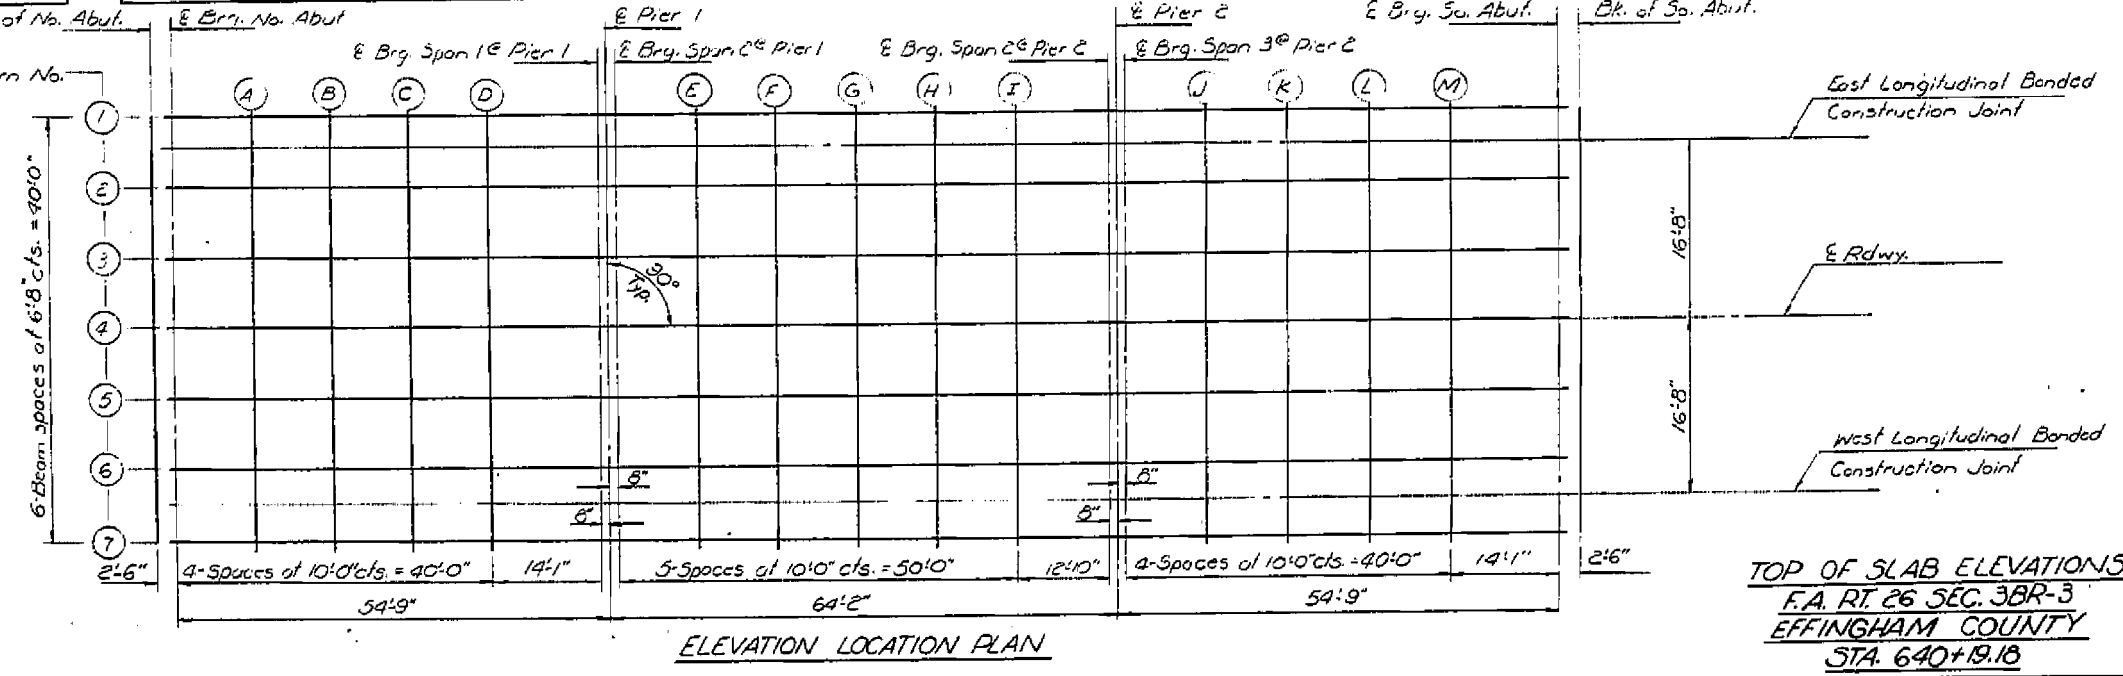 of No. Abut.
℄ Brg. No. Abut
℄ Pier 1
℄ Pier 2
℄ Brg. So. Abut.
Bk. of So. Abut.
℄ Brg. Span 1@ Pier 1
℄ Brg. Span 2@ Pier 1
℄ Brg. Span 2@ Pier 2
℄ Brg. Span 3@ Pier 2
No.
A
B
C
D
E
F
G
H
I
J
K
L
M
1
2
3
4
5
6
7
6-Beam spaces at 6'-8" cts. = 40'-0"
90°
Typ.
East Longitudinal Bonded
Construction Joint
16'-8"
℄ Rdwy.
16'-8"
West Longitudinal Bonded
Construction Joint
8"
8"
8"
8"
2'-6"
4-Spaces at 10'-0" cts. = 40'-0"
14'-1"
5-Spaces at 10'-0" cts. = 50'-0"
12'-10"
4-Spaces at 10'-0" cts. = 40'-0"
14'-1"
2'-6"
54'-9"
64'-2"
54'-9"
ELEVATION LOCATION PLAN
TOP OF SLAB ELEVATIONS
F.A. RT. 26 SEC. 3BR-3
EFFINGHAM COUNTY
STA. 640+19.18